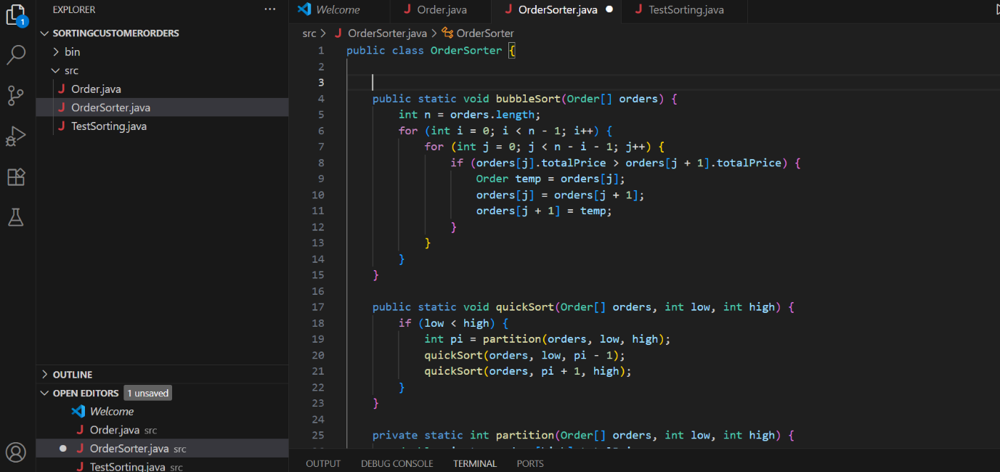 EXPLORER
Welcome
Order.java
OrderSorter.java
TestSorting.java
1
SORTINGCUSTOMERORDERS
bin
src
Order.java
OrderSorter.java
TestSorting.java
OUTLINE
OPEN EDITORS 1 unsaved
Welcome
Order.java src
OrderSorter.java src
TestSorting.java src
src > OrderSorter.java > OrderSorter
1 public class OrderSorter {
2
3
4 public static void bubbleSort(Order[] orders) {
5 int n = orders.length;
6 for (int i = 0; i < n - 1; i++) {
7 for (int j = 0; j < n - i - 1; j++) {
8 if (orders[j].totalPrice > orders[j + 1].totalPrice) {
9 Order temp = orders[j];
10 orders[j] = orders[j + 1];
11 orders[j + 1] = temp;
12 }
13 }
14 }
15 }
16
17 public static void quickSort(Order[] orders, int low, int high) {
18 if (low < high) {
19 int pi = partition(orders, low, high);
20 quickSort(orders, low, pi - 1);
21 quickSort(orders, pi + 1, high);
22 }
23 }
24
25 private static int partition(Order[] orders, int low, int high) {
OUTPUT DEBUG CONSOLE TERMINAL PORTS